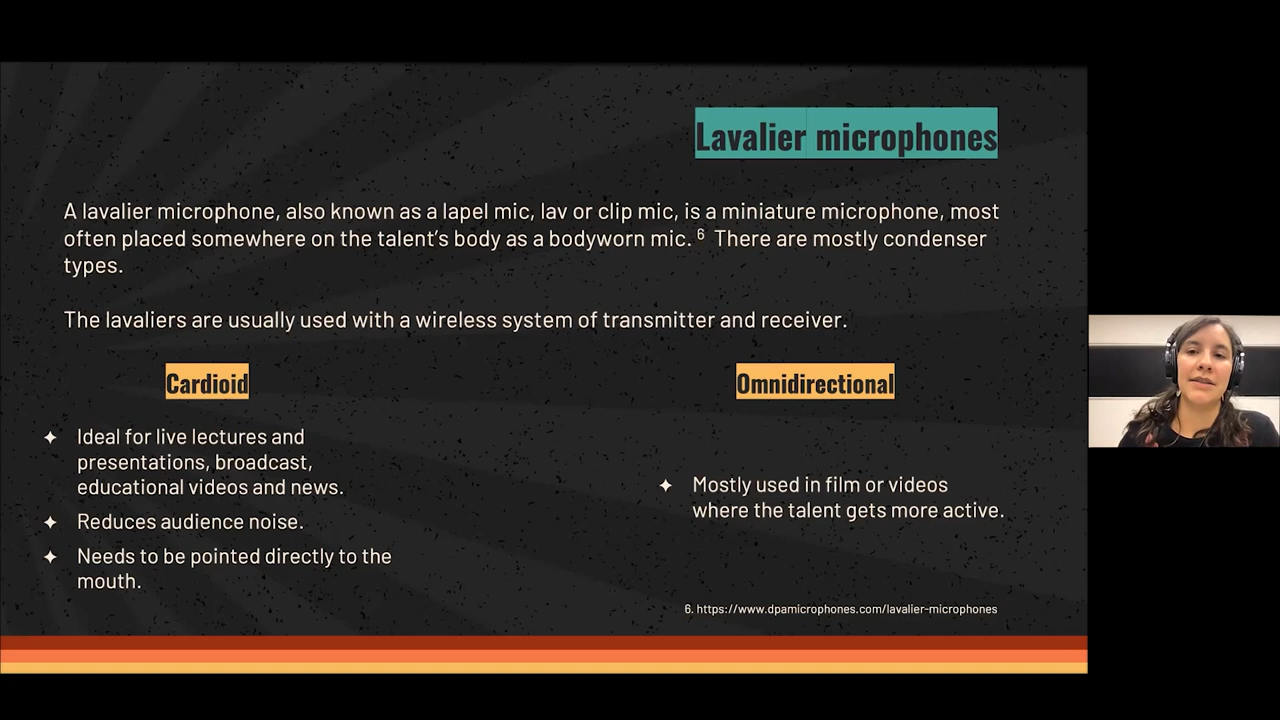 Lavalier microphones
A lavalier microphone, also known as a lapel mic, lav or clip mic, is a miniature microphone, most
often placed somewhere on the talent’s body as a bodyworn mic. ⁶ There are mostly condenser
types.
The lavaliers are usually used with a wireless system of transmitter and receiver.
Cardioid
✦ Ideal for live lectures and
presentations, broadcast,
educational videos and news.
✦ Reduces audience noise.
✦ Needs to be pointed directly to the
mouth.
Omnidirectional
✦ Mostly used in film or videos
where the talent gets more active.
6. https://www.dpamicrophones.com/lavalier-microphones